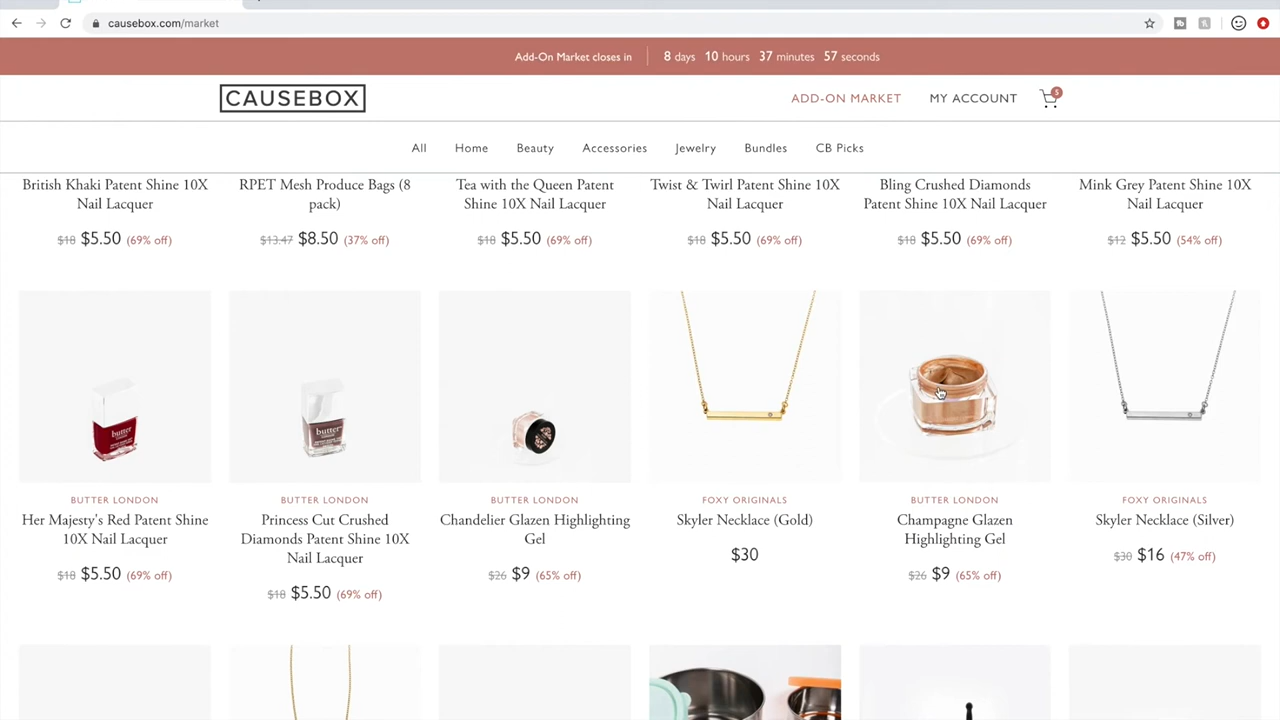 causebox.com/market
Add-On Market closes in 8 days 10 hours 37 minutes 57 seconds
CAUSEBOX
ADD-ON MARKET MY ACCOUNT 5
All Home Beauty Accessories Jewelry Bundles CB Picks
British Khaki Patent Shine 10X
Nail Lacquer
$18 $5.50 (69% off)
RPET Mesh Produce Bags (8
pack)
$13.47 $8.50 (37% off)
Tea with the Queen Patent
Shine 10X Nail Lacquer
$18 $5.50 (69% off)
Twist & Twirl Patent Shine 10X
Nail Lacquer
$18 $5.50 (69% off)
Bling Crushed Diamonds
Patent Shine 10X Nail Lacquer
$18 $5.50 (69% off)
Mink Grey Patent Shine 10X
Nail Lacquer
$12 $5.50 (54% off)
butter
BUTTER LONDON
Her Majesty's Red Patent Shine
10X Nail Lacquer
$18 $5.50 (69% off)
butter
BUTTER LONDON
Princess Cut Crushed
Diamonds Patent Shine 10X
Nail Lacquer
$18 $5.50 (69% off)
BUTTER LONDON
Chandelier Glazen Highlighting
Gel
$26 $9 (65% off)
FOXY ORIGINALS
Skyler Necklace (Gold)
$30
BUTTER LONDON
Champagne Glazen
Highlighting Gel
$26 $9 (65% off)
FOXY ORIGINALS
Skyler Necklace (Silver)
$30 $16 (47% off)